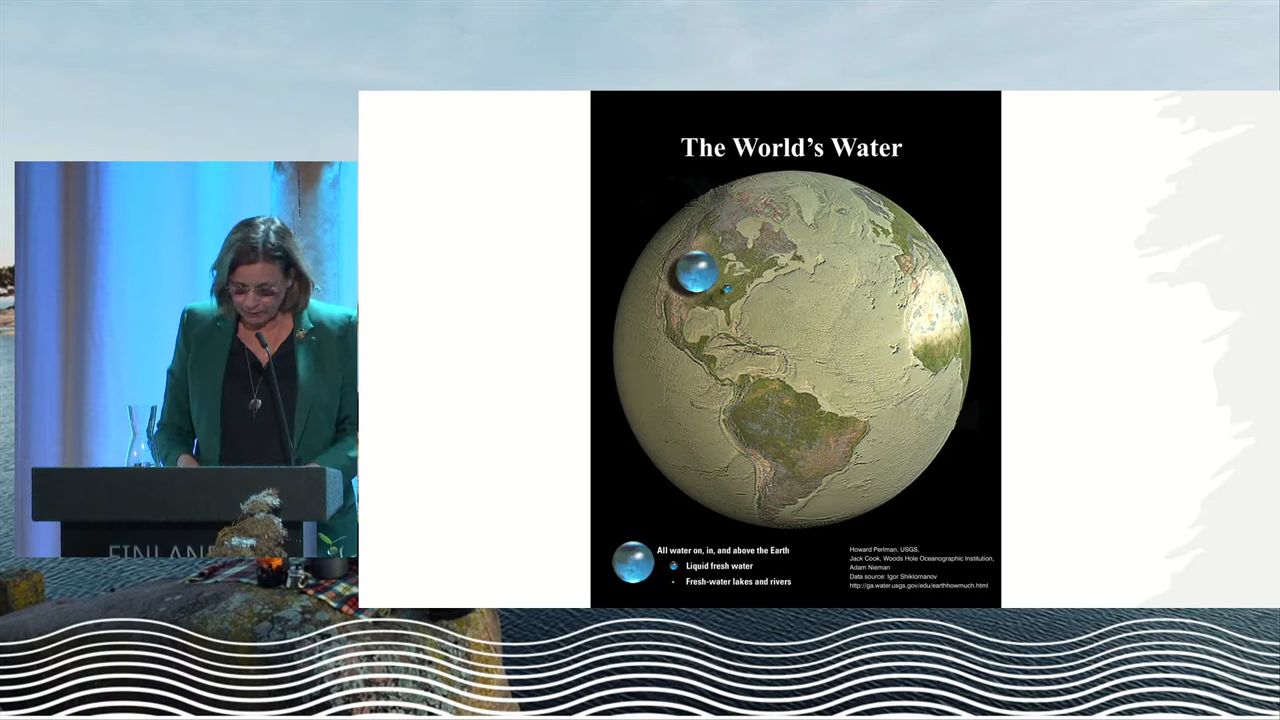 The World's Water
All water on, in, and above the Earth
Liquid fresh water
Fresh-water lakes and rivers
Howard Perlman, USGS,
Jack Cook, Woods Hole Oceanographic Institution,
Adam Nieman
Data source: Igor Shiklomanov
http://ga.water.usgs.gov/edu/earthhowmuch.html